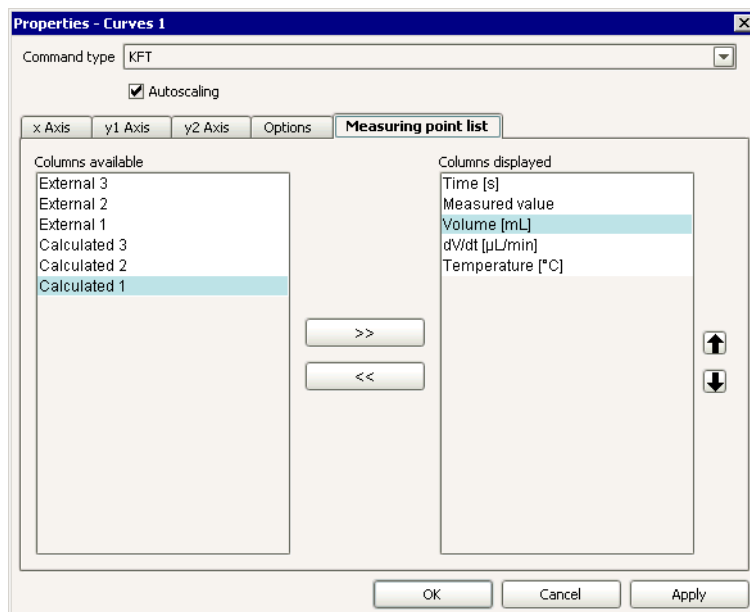 Properties - Curves 1
Command type KFT
Autoscaling
x Axis y1 Axis y2 Axis Options Measuring point list
Columns available
External 3
External 2
External 1
Calculated 3
Calculated 2
Calculated 1
>>
<<
Columns displayed
Time [s]
Measured value
Volume [mL]
dV/dt [µL/min]
Temperature [°C]
OK Cancel Apply